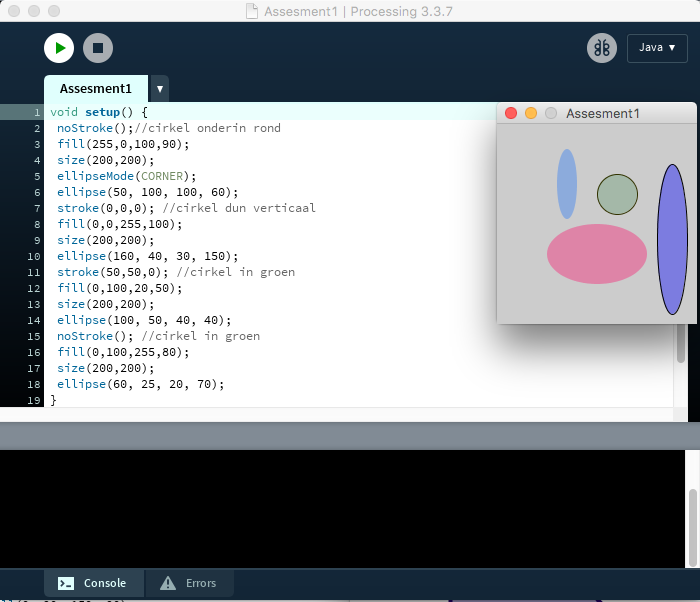 Assesment1 | Processing 3.3.7
Java ▼
Assesment1 ▼
Assesment1
1 void setup() {
2 noStroke();//cirkel onderin rond
3 fill(255,0,100,90);
4 size(200,200);
5 ellipseMode(CORNER);
6 ellipse(50, 100, 100, 60);
7 stroke(0,0,0); //cirkel dun verticaal
8 fill(0,0,255,100);
9 size(200,200);
10 ellipse(160, 40, 30, 150);
11 stroke(50,50,0); //cirkel in groen
12 fill(0,100,20,50);
13 size(200,200);
14 ellipse(100, 50, 40, 40);
15 noStroke(); //cirkel in groen
16 fill(0,100,255,80);
17 size(200,200);
18 ellipse(60, 25, 20, 70);
19 }
Console Errors